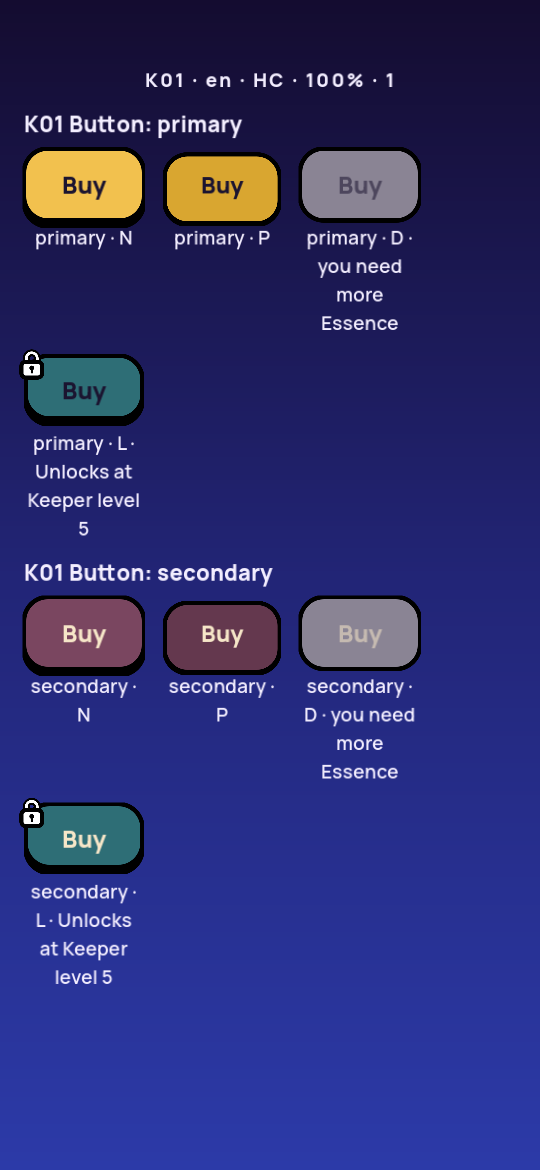 K01 · en · HC · 100% · 1
K01 Button: primary
Buy Buy Buy
primary · N primary · P primary · D ·
you need
more
Essence
Buy
primary · L ·
Unlocks at
Keeper level
5
K01 Button: secondary
Buy Buy Buy
secondary ·
N
secondary ·
P
secondary ·
D · you need
more
Essence
Buy
secondary ·
L · Unlocks
at Keeper
level 5